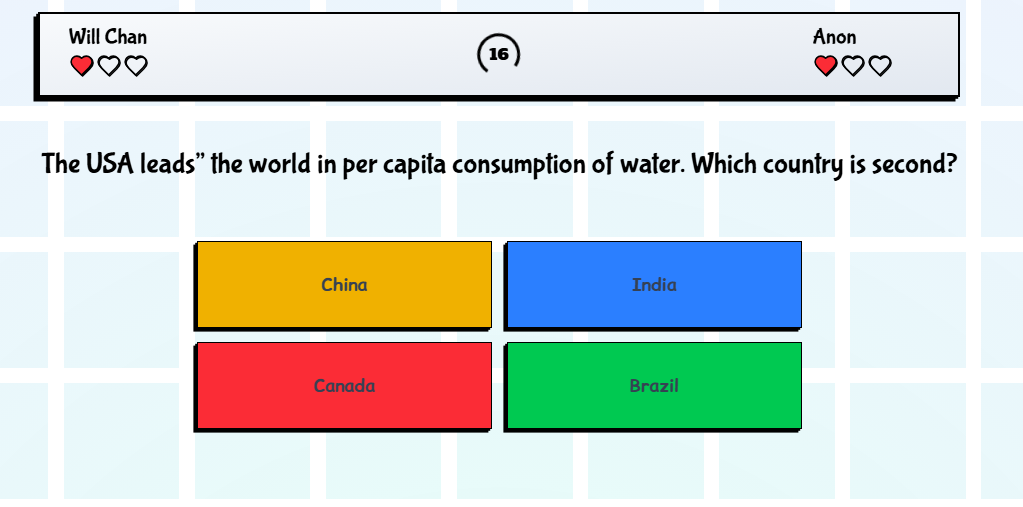 Will Chan
16
Anon
The USA leads” the world in per capita consumption of water. Which country is second?
China
India
Canada
Brazil